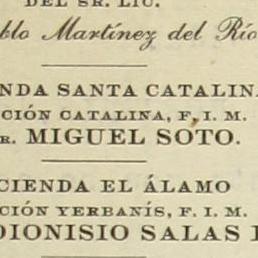 DEL SR. LIC.
blo Martínez del Río
NDA SANTA CATALINA
CIÓN CATALINA, F. I. M.
R. MIGUEL SOTO.
CIENDA EL ÁLAMO
CIÓN YERBANÍS, F. I. M.
DIONISIO SALAS